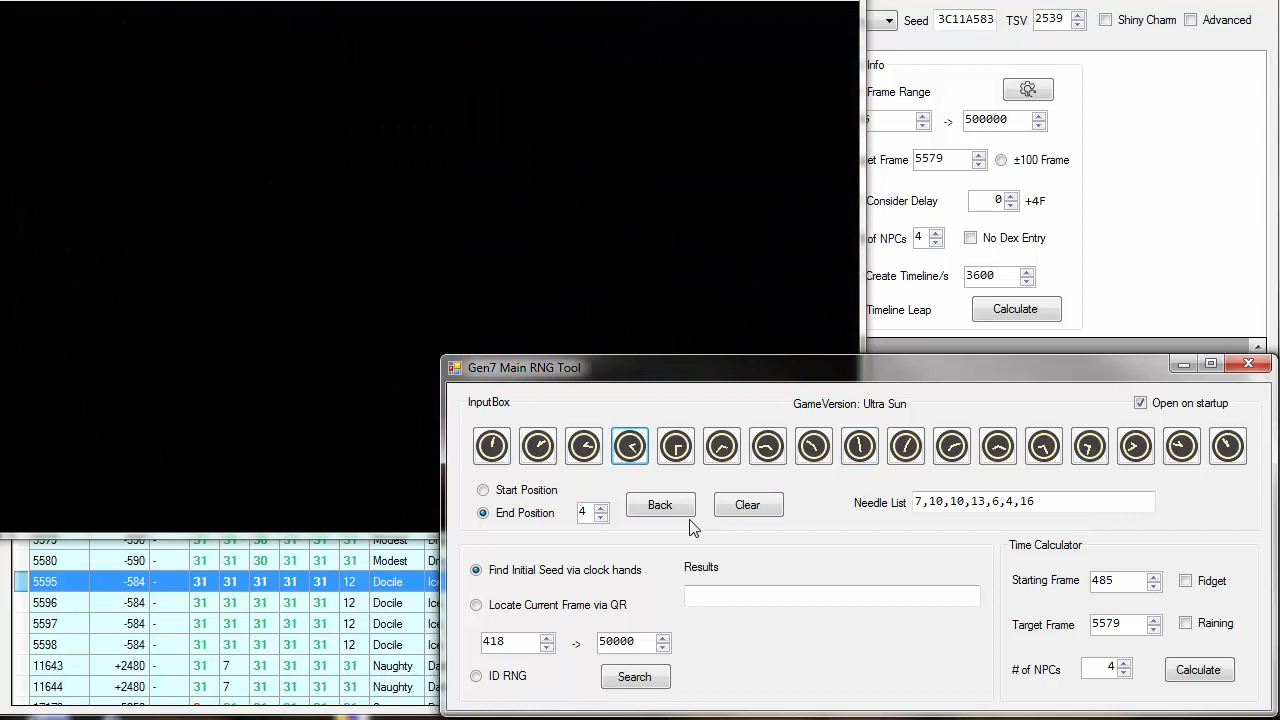 Seed 3C11A583 TSV 2539 Shiny Charm Advanced
Info
Frame Range
-> 500000
et Frame 5579 ±100 Frame
Consider Delay 0 +4F
of NPCs 4 No Dex Entry
Create Timeline/s 3600
Timeline Leap Calculate
Gen7 Main RNG Tool
InputBox GameVersion: Ultra Sun Open on startup
Start Position
End Position 4 Back Clear Needle List 7,10,10,13,6,4,16
Find Initial Seed via clock hands Results
Locate Current Frame via QR
418 -> 50000
ID RNG Search
Time Calculator
Starting Frame 485 Fidget
Target Frame 5579 Raining
# of NPCs 4 Calculate
5580 -590 - 31 31 30 31 31 31 Modest
5595 -584 - 31 31 31 31 31 12 Docile
5596 -584 - 31 31 31 31 31 12 Docile
5597 -584 - 31 31 31 31 31 12 Docile
5598 -584 - 31 31 31 31 31 12 Docile
11643 +2480 - 31 7 31 31 31 31 Naughty
11644 +2480 - 31 7 31 31 31 31 Naughty